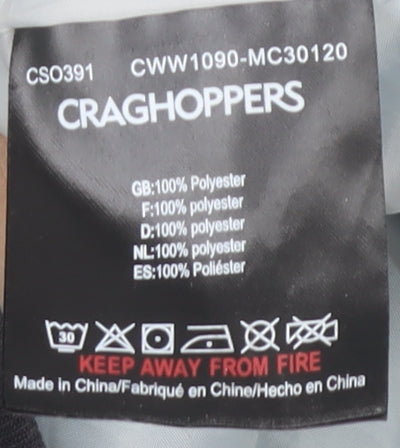 CSO391 CWW1090-MC30120
CRAGHOPPERS
GB:100% Polyester
F:100% polyester
D:100% polyester
NL:100% polyester
ES:100% Poliéster
30
KEEP AWAY FROM FIRE
Made in China/Fabriqué en Chine/Hecho en China